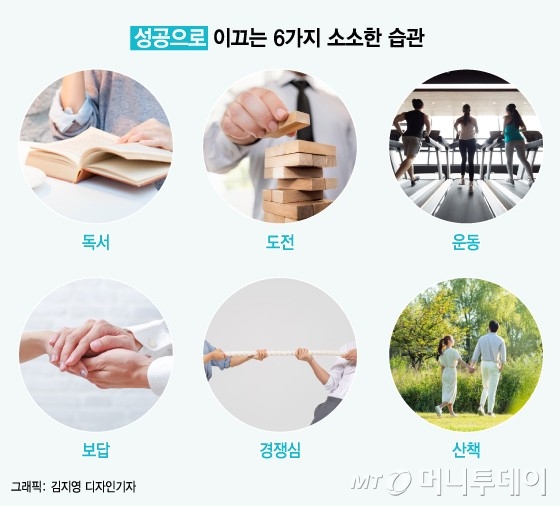 성공으로 이끄는 6가지 소소한 습관
독서
도전
운동
보답
경쟁심
산책
그래픽: 김지영 디자인기자
MT 머니투데이